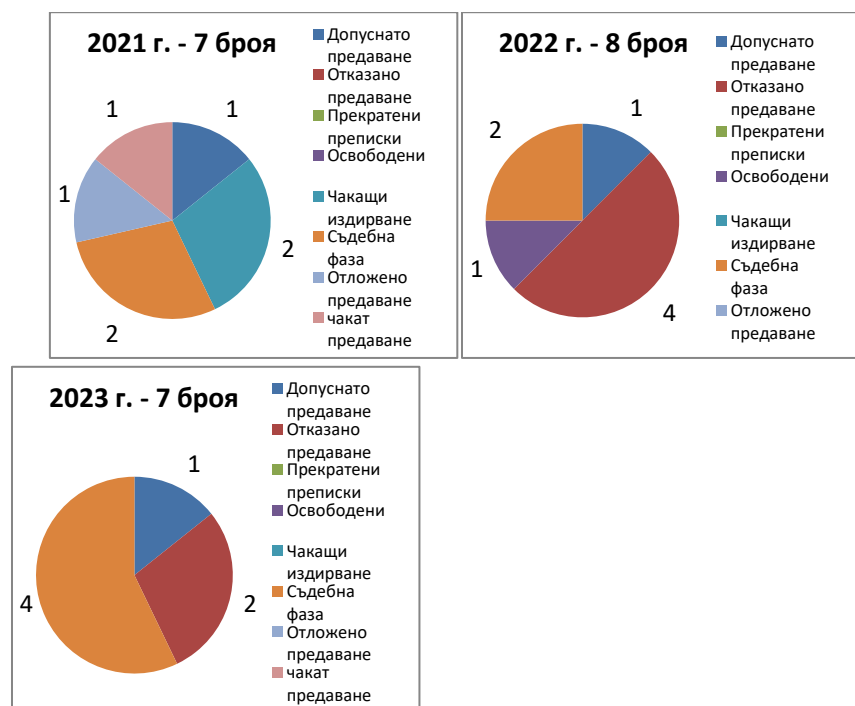 2021 г. - 7 броя
Допуснато
предаване
Отказано
предаване
Прекратени
преписки
Освободени
Чакащи
издирване
Съдебна
фаза
Отложено
предаване
чакат
предаване
1
1
2
2
1
2022 г. - 8 броя
Допуснато
предаване
Отказано
предаване
Прекратени
преписки
Освободени
Чакащи
издирване
Съдебна
фаза
Отложено
предаване
1
2
1
4
2023 г. - 7 броя
Допуснато
предаване
Отказано
предаване
Прекратени
преписки
Освободени
Чакащи
издирване
Съдебна
фаза
Отложено
предаване
чакат
предаване
1
4
2